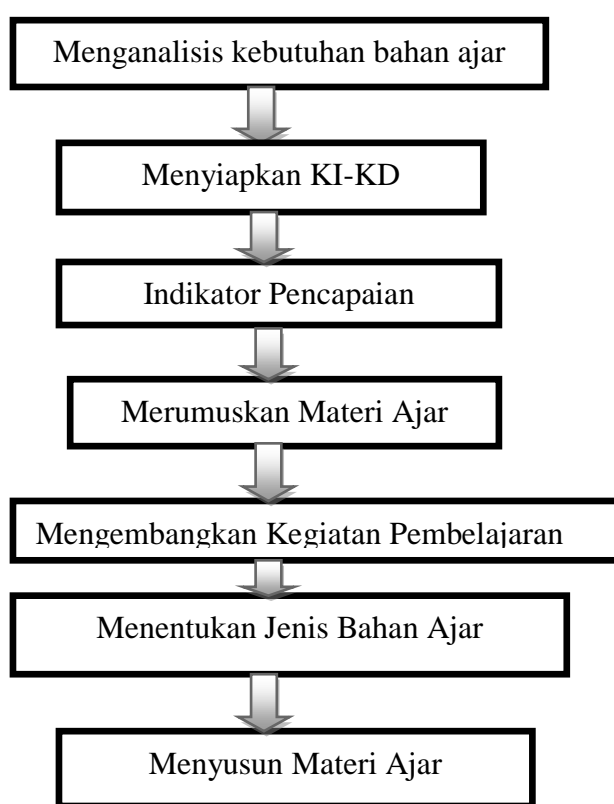 Menganalisis kebutuhan bahan ajar
Menyiapkan KI-KD
Indikator Pencapaian
Merumuskan Materi Ajar
Mengembangkan Kegiatan Pembelajaran
Menentukan Jenis Bahan Ajar
Menyusun Materi Ajar